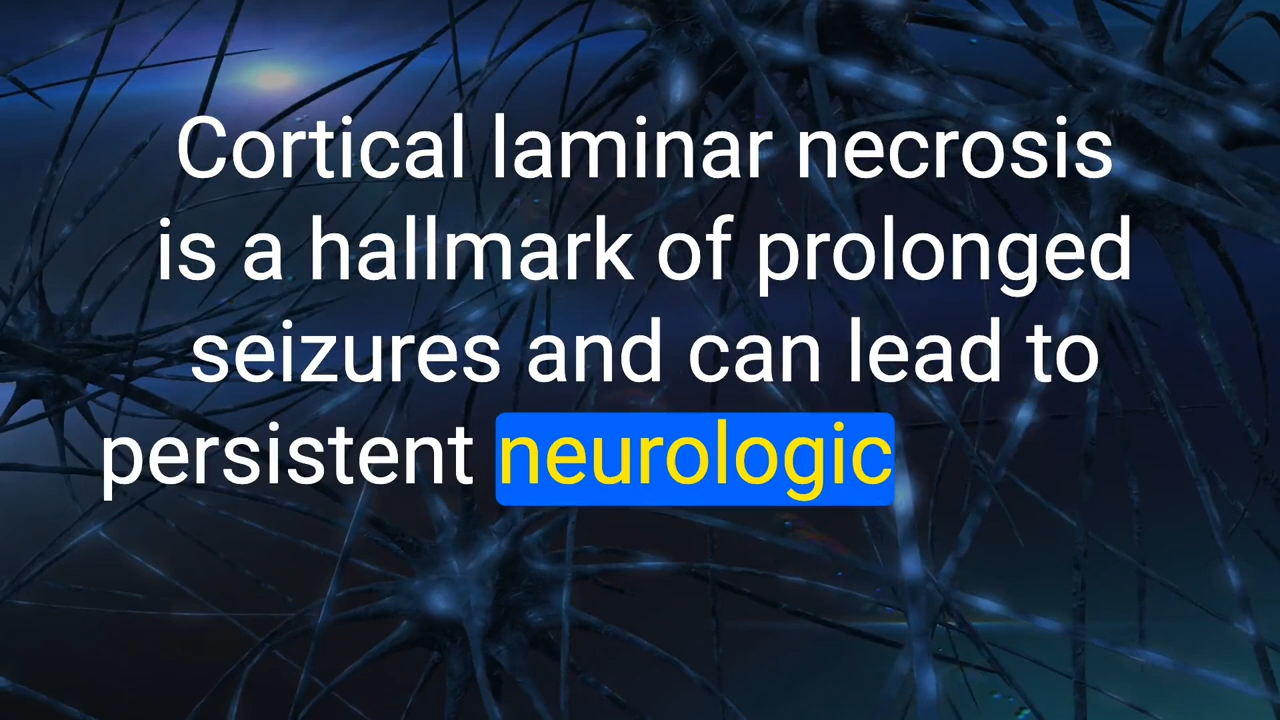 Cortical laminar necrosis
is a hallmark of prolonged
seizures and can lead to
persistent neurologic